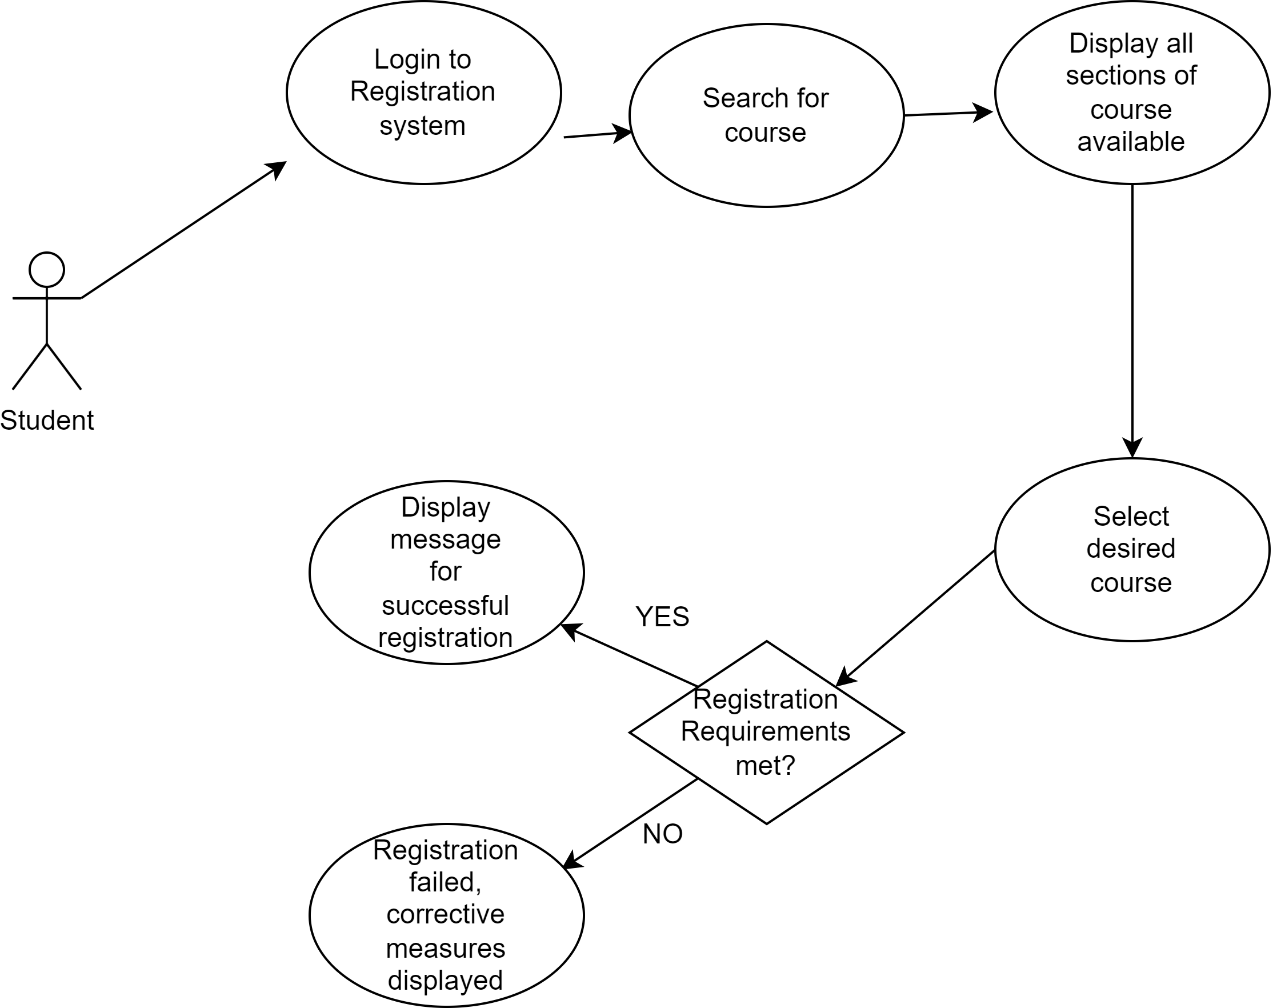 Login to
Registration
system
Search for
course
Display all
sections of
course
available
Student
Select
desired
course
Display
message
for
successful
registration
YES
Registration
Requirements
met?
NO
Registration
failed,
corrective
measures
displayed